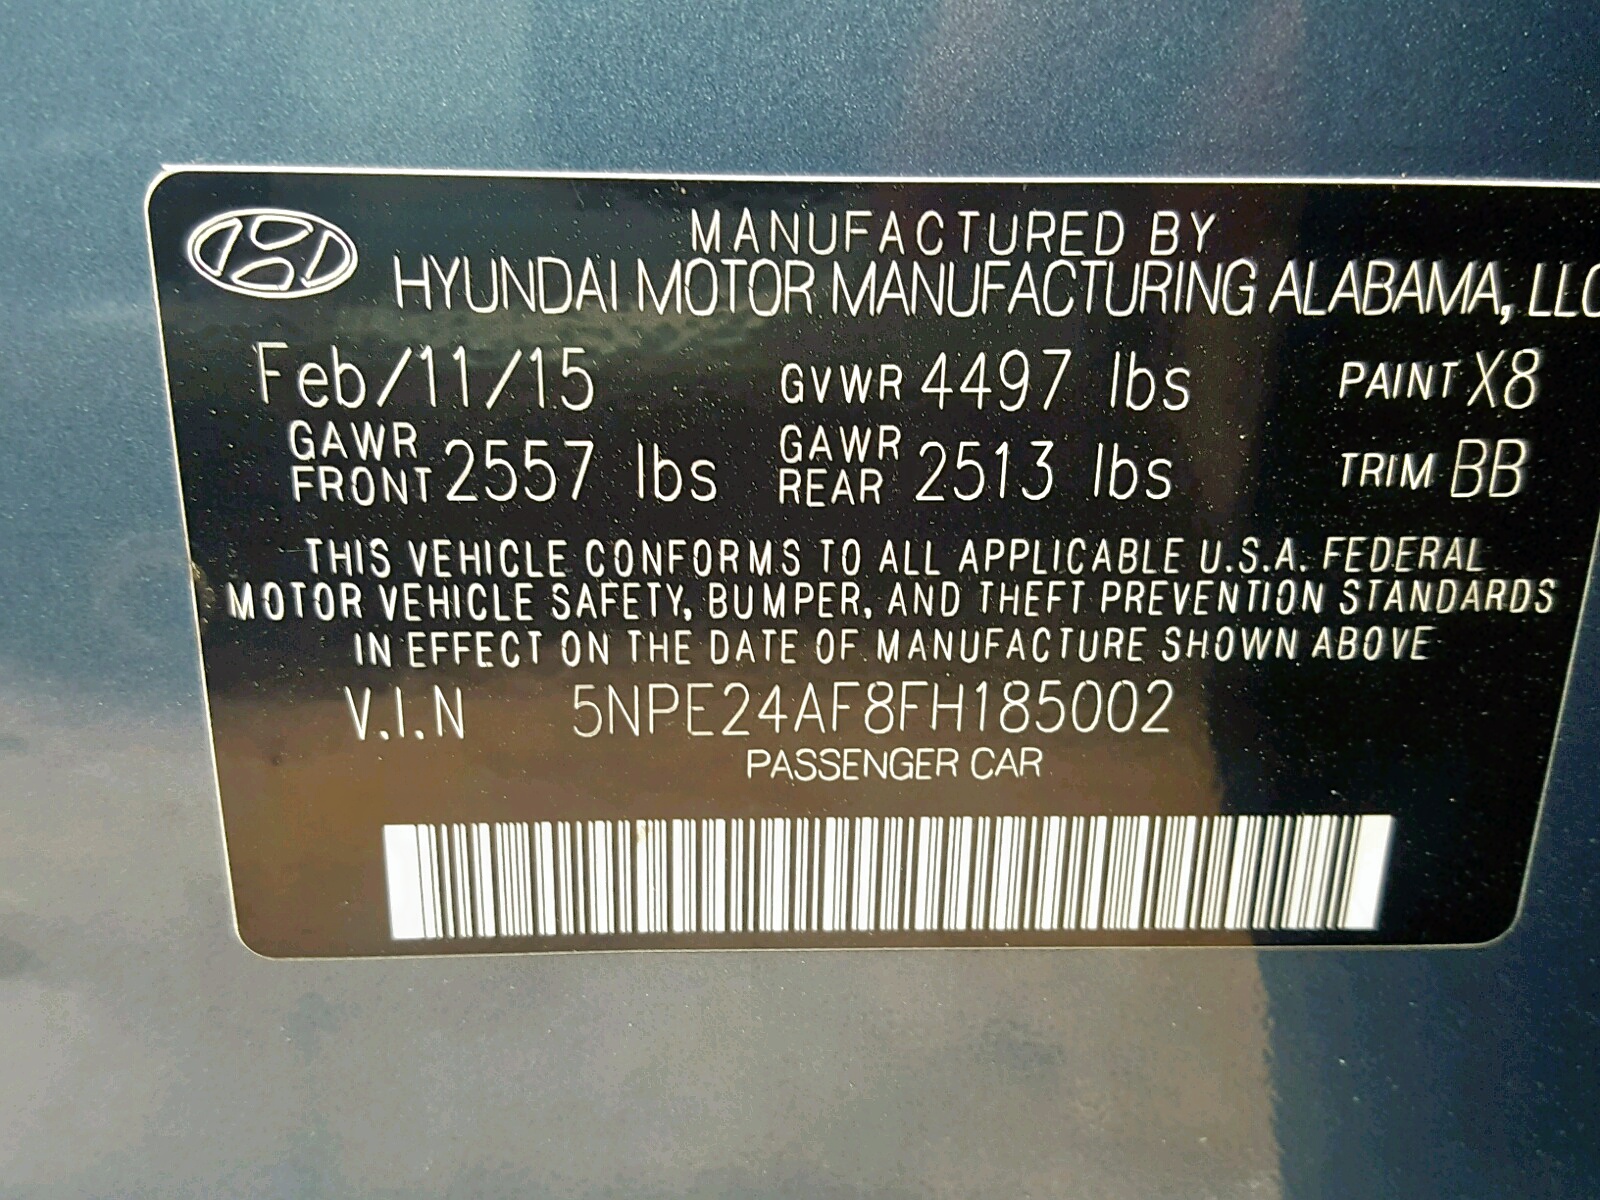 MANUFACTURED BY
HYUNDAI MOTOR MANUFACTURING ALABAMA, LLC
Feb/11/15 GVWR 4497 lbs PAINT X8
GAWR FRONT 2557 lbs GAWR REAR 2513 lbs TRIM BB
THIS VEHICLE CONFORMS TO ALL APPLICABLE U.S.A. FEDERAL
MOTOR VEHICLE SAFETY, BUMPER, AND THEFT PREVENTION STANDARDS
IN EFFECT ON THE DATE OF MANUFACTURE SHOWN ABOVE
V.I.N 5NPE24AF8FH185002
PASSENGER CAR